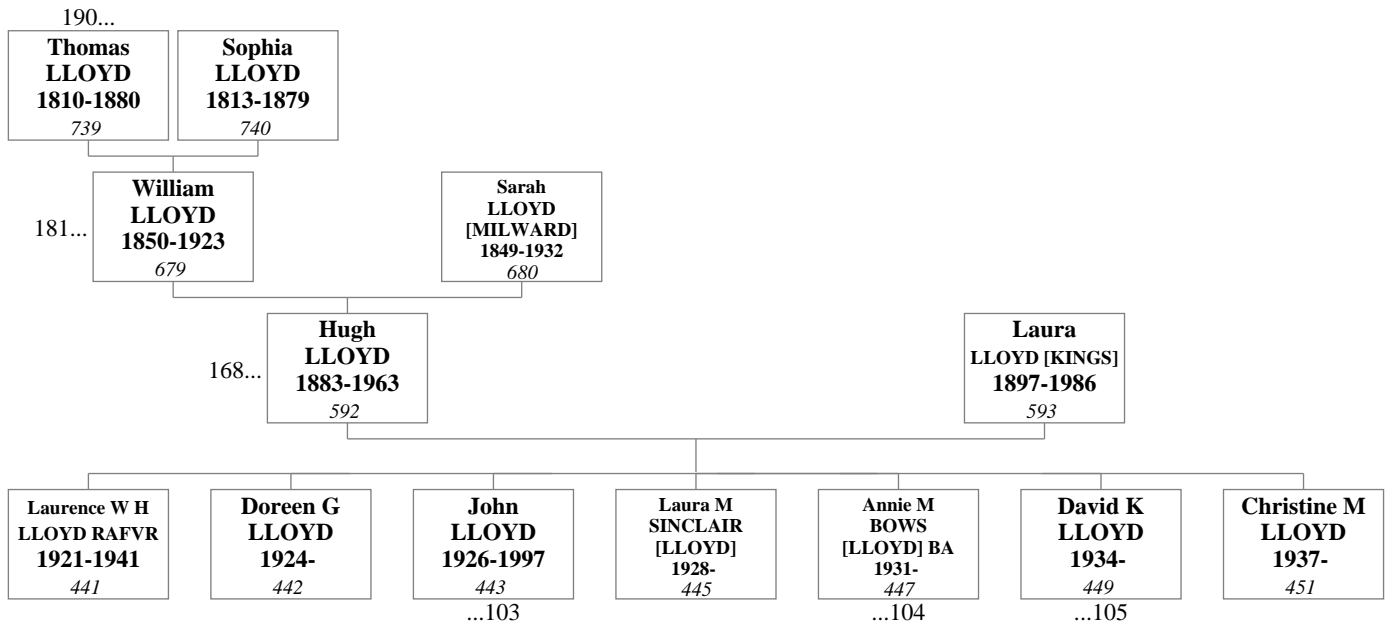 190...
Thomas
LLOYD
1810-1880
739
Sophia
LLOYD
1813-1879
740
181...
William
LLOYD
1850-1923
679
Sarah
LLOYD
[MILWARD]
1849-1932
680
168...
Hugh
LLOYD
1883-1963
592
Laura
LLOYD [KINGS]
1897-1986
593
Laurence W H
LLOYD RAFVR
1921-1941
441
Doreen G
LLOYD
1924-
442
John
LLOYD
1926-1997
443
...103
Laura M
SINCLAIR
[LLOYD]
1928-
445
Annie M
BOWS
[LLOYD] BA
1931-
447
...104
David K
LLOYD
1934-
449
...105
Christine M
LLOYD
1937-
451